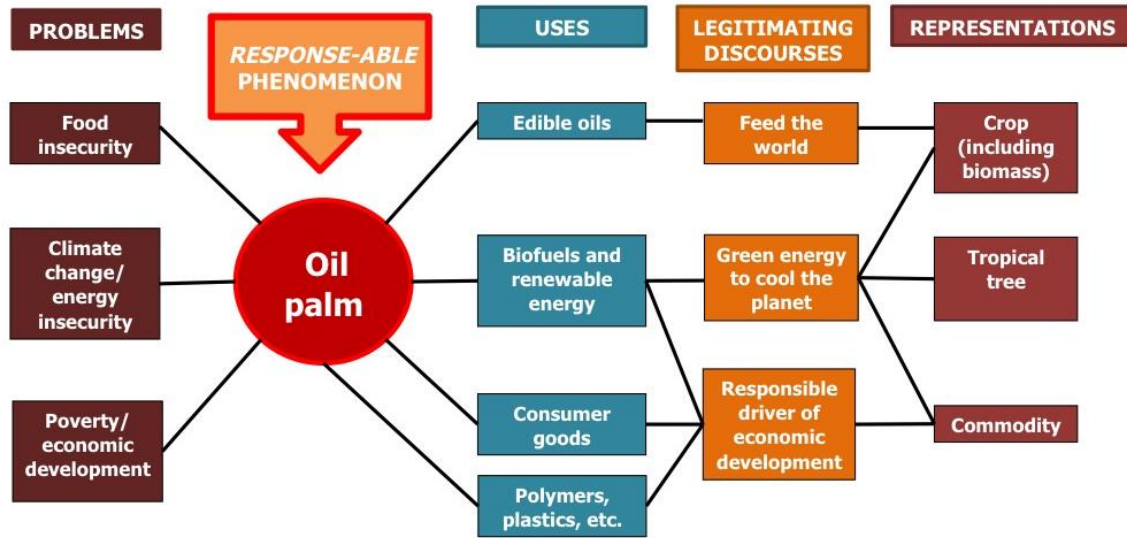 PROBLEMS
RESPONSE-ABLE
PHENOMENON
USES
LEGITIMATING
DISCOURSES
REPRESENTATIONS
Food
insecurity
Climate
change/
energy
insecurity
Poverty/
economic
development
Oil
palm
Edible oils
Biofuels and
renewable
energy
Consumer
goods
Polymers,
plastics, etc.
Feed the
world
Green energy
to cool the
planet
Responsible
driver of
economic
development
Crop
(including
biomass)
Tropical
tree
Commodity